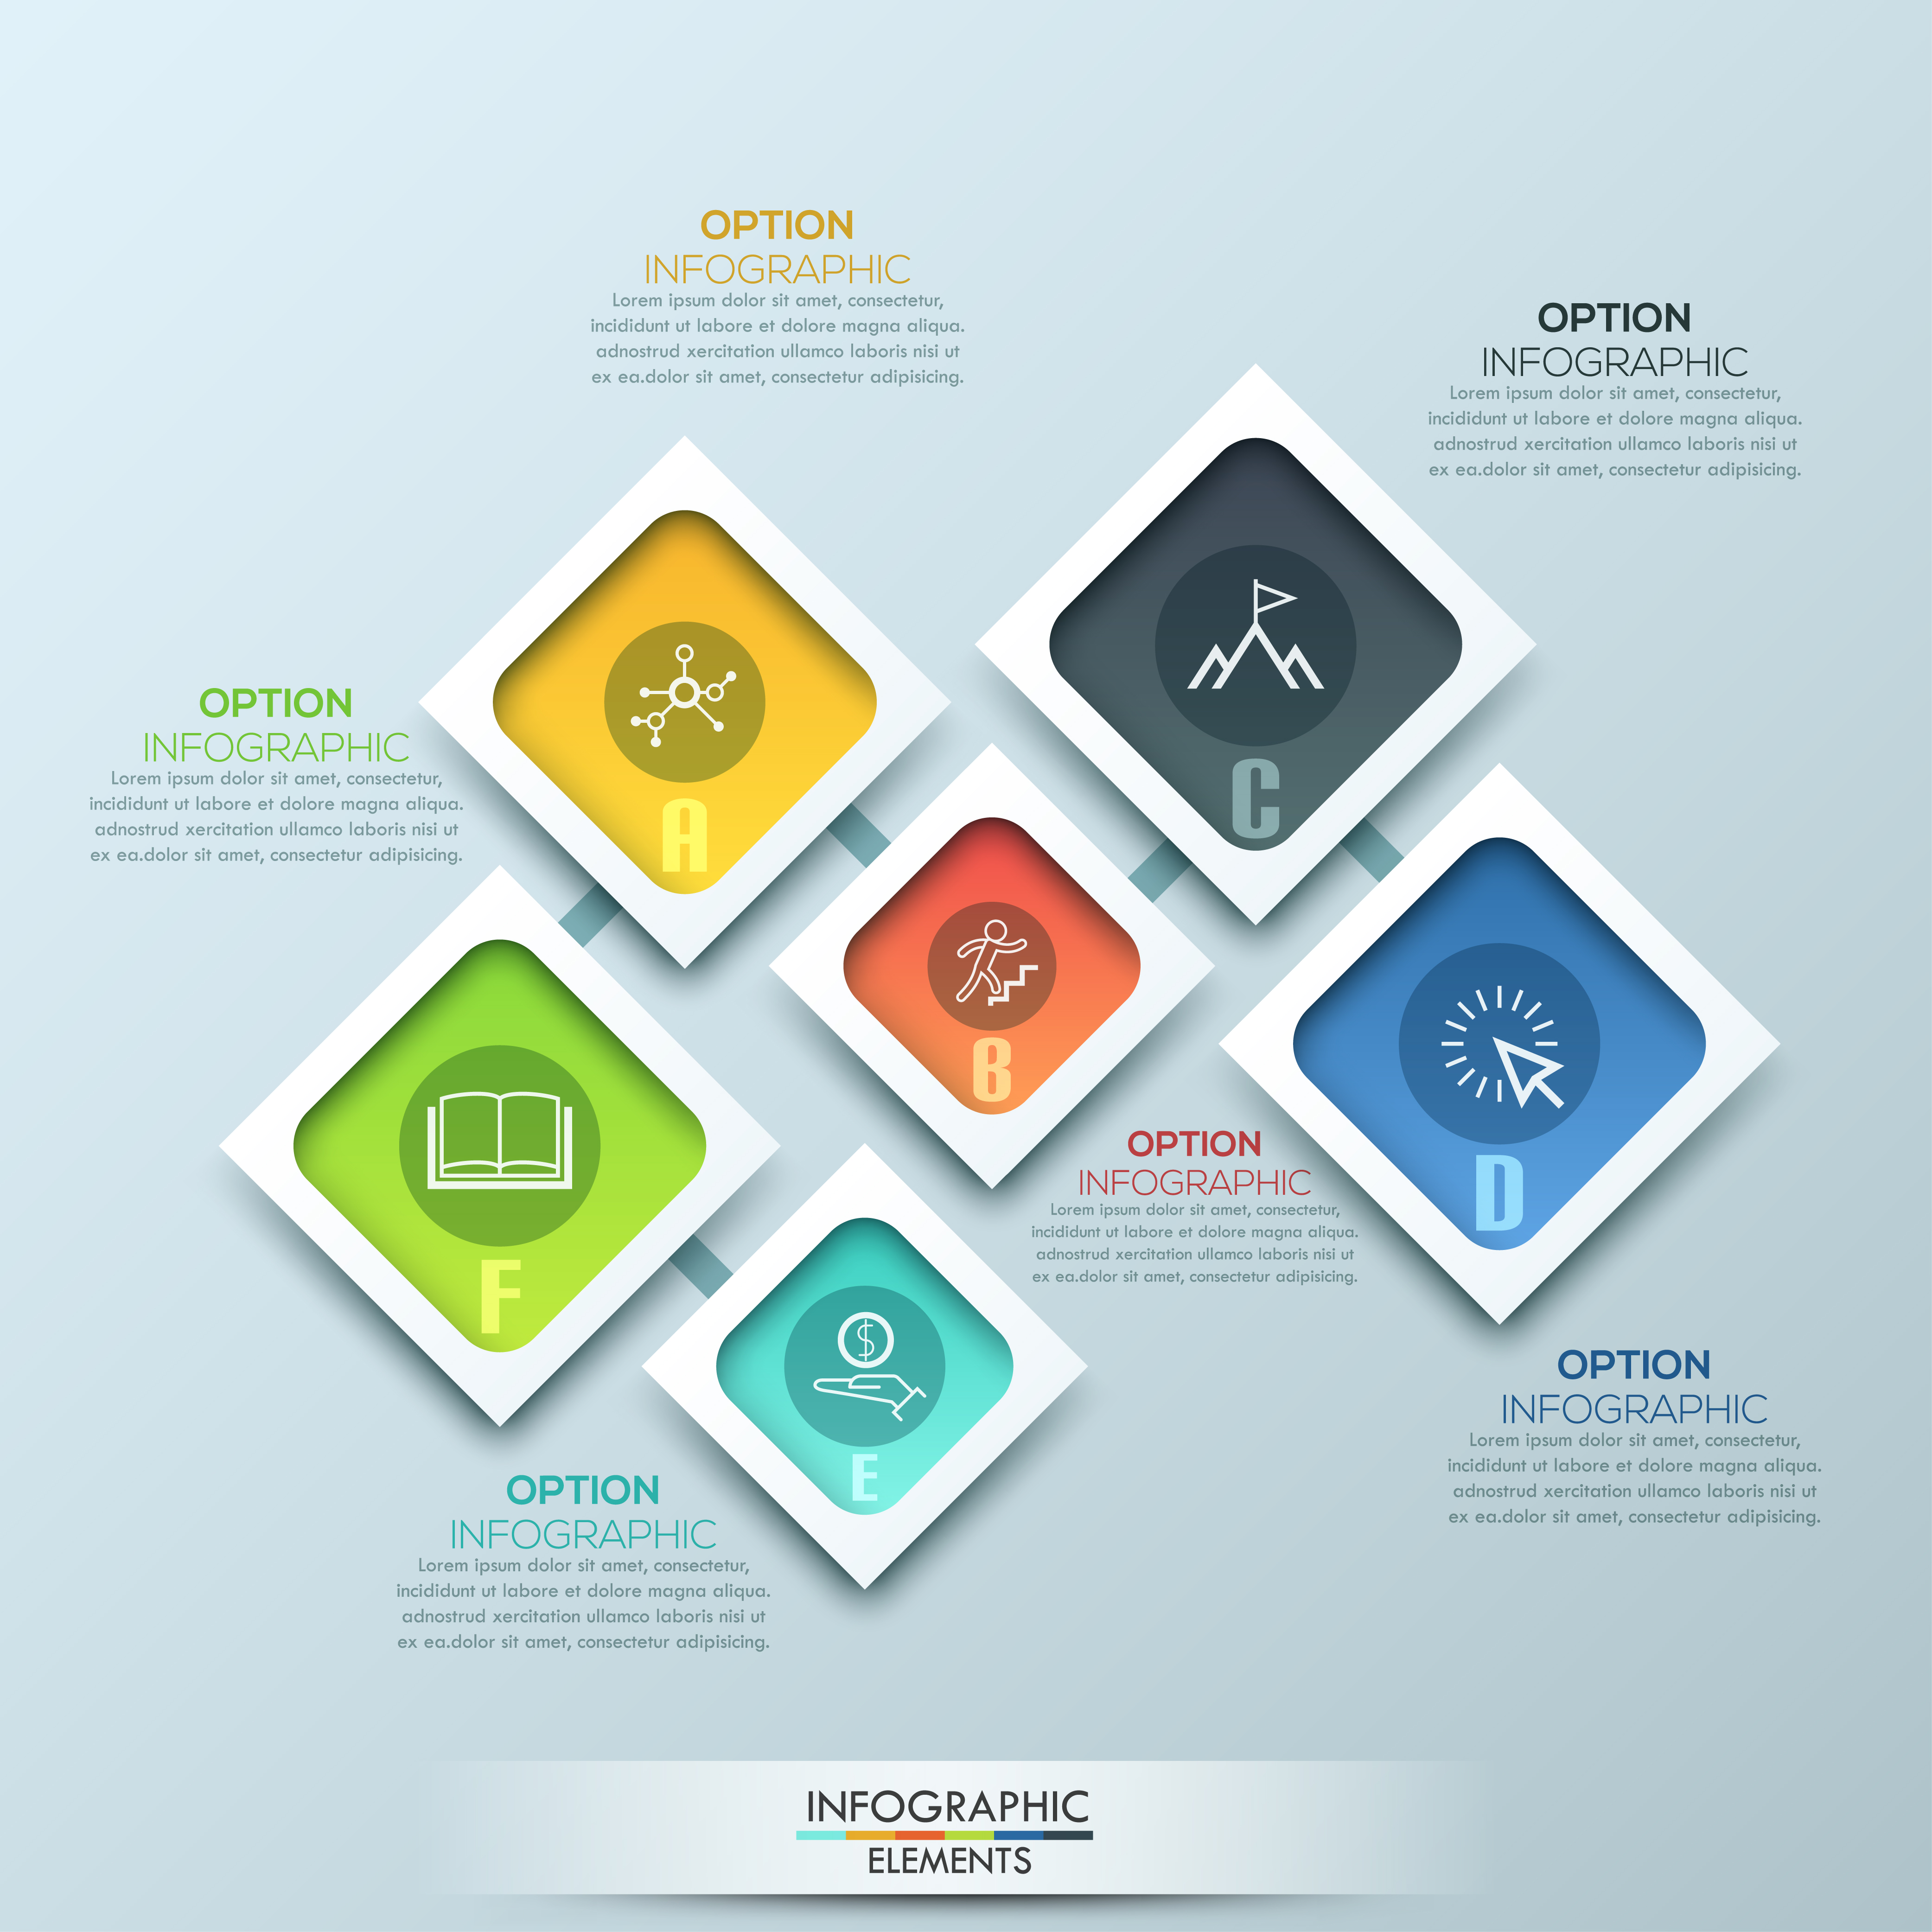 OPTION
INFOGRAPHIC
Lorem ipsum dolor sit amet, consectetur,
incididunt ut labore et dolore magna aliqua.
adnostrud xercitation ullamco laboris nisi ut
ex ea.dolor sit amet, consectetur adipisicing.
OPTION
INFOGRAPHIC
Lorem ipsum dolor sit amet, consectetur,
incididunt ut labore et dolore magna aliqua.
adnostrud xercitation ullamco laboris nisi ut
ex ea.dolor sit amet, consectetur adipisicing.
OPTION
INFOGRAPHIC
Lorem ipsum dolor sit amet, consectetur,
incididunt ut labore et dolore magna aliqua.
adnostrud xercitation ullamco laboris nisi ut
ex ea.dolor sit amet, consectetur adipisicing.
A
C
B
D
F
$
E
OPTION
INFOGRAPHIC
Lorem ipsum dolor sit amet, consectetur,
incididunt ut labore et dolore magna aliqua.
adnostrud xercitation ullamco laboris nisi ut
ex ea.dolor sit amet, consectetur adipisicing.
OPTION
INFOGRAPHIC
Lorem ipsum dolor sit amet, consectetur,
incididunt ut labore et dolore magna aliqua.
adnostrud xercitation ullamco laboris nisi ut
ex ea.dolor sit amet, consectetur adipisicing.
OPTION
INFOGRAPHIC
Lorem ipsum dolor sit amet, consectetur,
incididunt ut labore et dolore magna aliqua.
adnostrud xercitation ullamco laboris nisi ut
ex ea.dolor sit amet, consectetur adipisicing.
INFOGRAPHIC
ELEMENTS